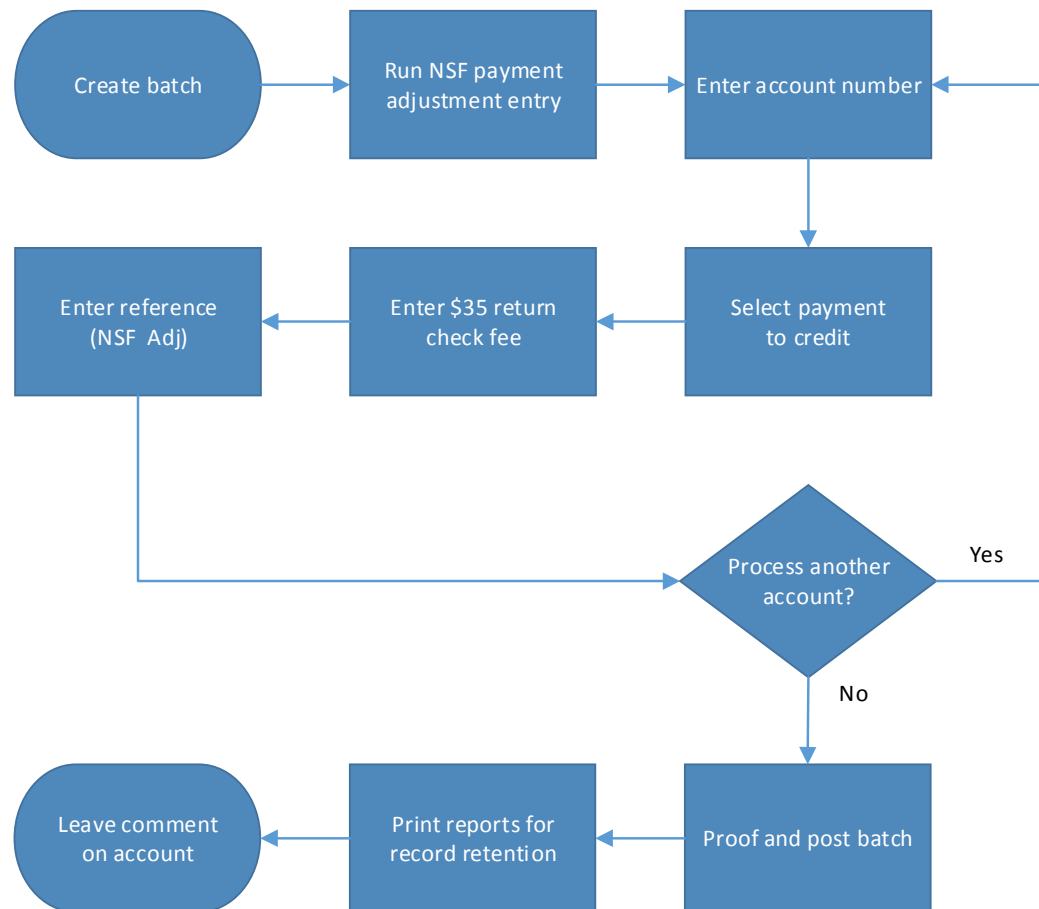 Create batch
Run NSF payment
adjustment entry
Enter account number
Select payment
to credit
Enter $35 return
check fee
Enter reference
(NSF Adj)
Process another
account?
Yes
No
Proof and post batch
Print reports for
record retention
Leave comment
on account